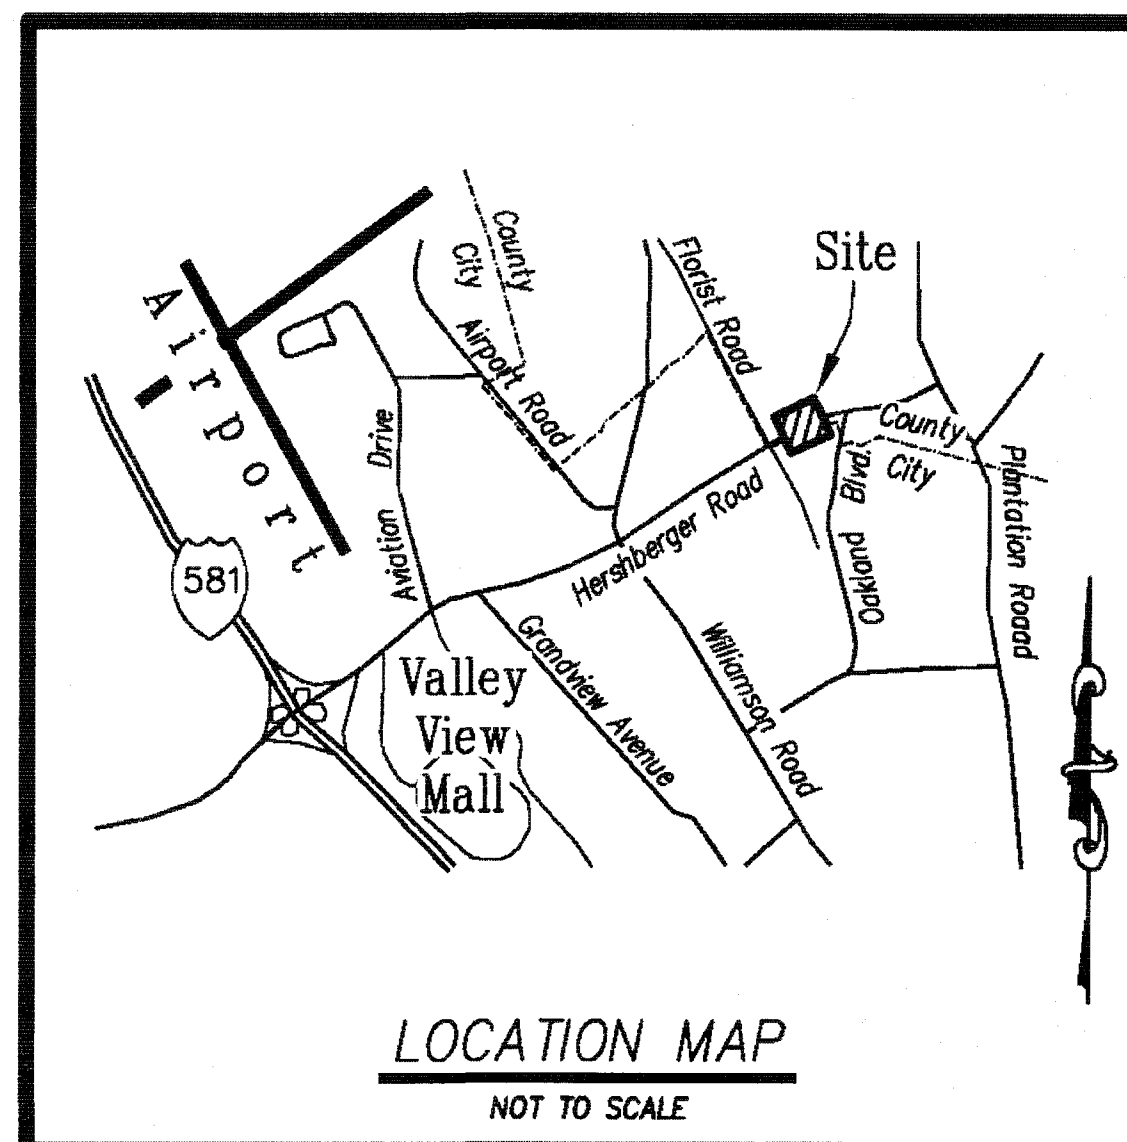 County
City
Site
Florist Road
Airport Road
Airport
Aviation Drive
County
City
Plantation Roaad
Oakland Blvd.
Hershberger Road
581
Grandview Avenue
Williamson Road
Valley
View
Mall
LOCATION MAP
NOT TO SCALE